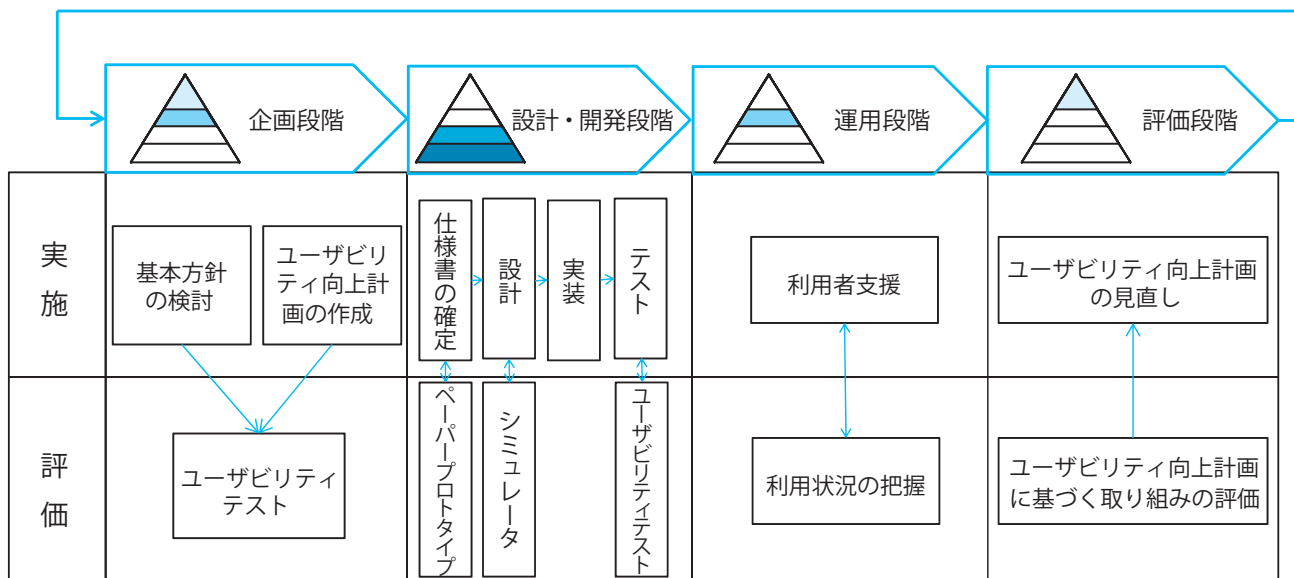 企画段階
設計・開発段階
運用段階
評価段階
実
施
基本方針
の検討
ユーザビリ
ティ向上計
画の作成
仕様書の確定
設計
実装
テスト
利用者支援
ユーザビリティ向上計画
の見直し
評
価
ユーザビリティ
テスト
ペーパープロトタイプ
シミュレータ
ユーザビリティテスト
利用状況の把握
ユーザビリティ向上計画
に基づく取り組みの評価